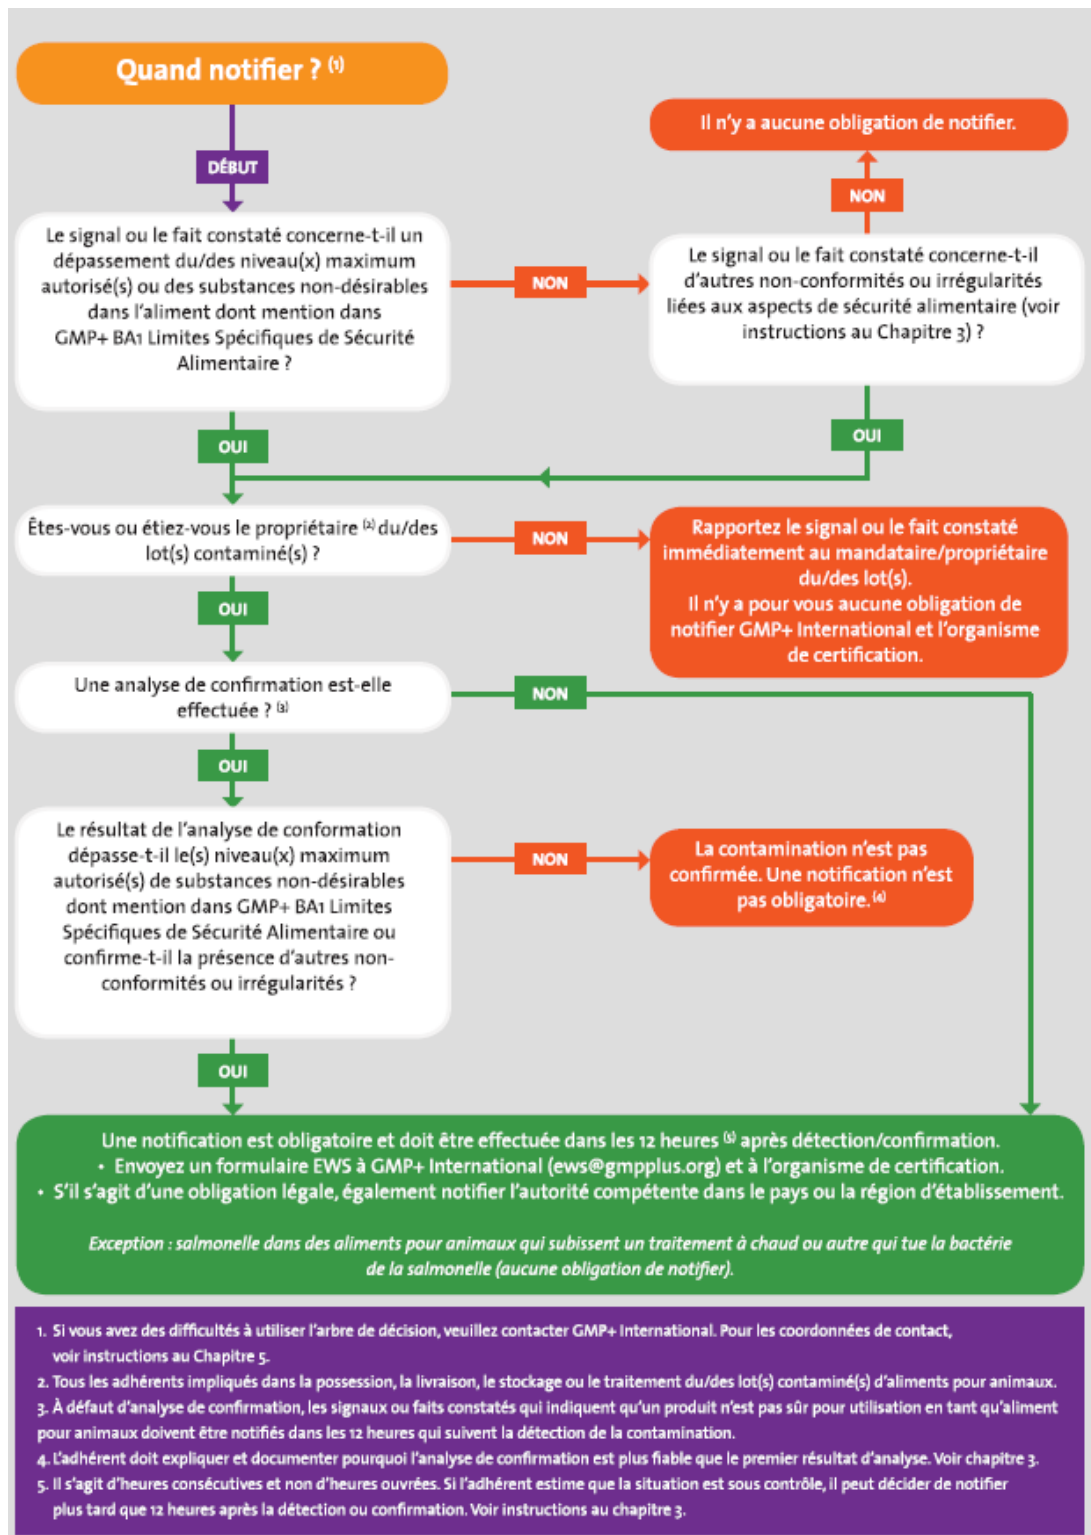 Quand notifier ? (1)
DÉBUT
Il n'y a aucune obligation de notifier.
NON
Le signal ou le fait constaté concerne-t-il un
dépassement du/des niveau(x) maximum
autorisé(s) ou des substances non-désirables
dans l'aliment dont mention dans
GMP+ BA1 Limites Spécifiques de Sécurité
Alimentaire ?
NON
Le signal ou le fait constaté concerne-t-il
d'autres non-conformités ou irrégularités
liées aux aspects de sécurité alimentaire (voir
instructions au Chapitre 3) ?
OUI
OUI
Êtes-vous ou étiez-vous le propriétaire (2) du/des
lot(s) contaminé(s) ?
NON
Rapportez le signal ou le fait constaté
immédiatement au mandataire/propriétaire
du/des lot(s).
Il n'y a pour vous aucune obligation de
notifier GMP+ International et l'organisme
de certification.
OUI
Une analyse de confirmation est-elle
effectuée ? (3)
NON
OUI
Le résultat de l'analyse de conformation
dépasse-t-il le(s) niveau(x) maximum
autorisé(s) de substances non-désirables
dont mention dans GMP+ BA1 Limites
Spécifiques de Sécurité Alimentaire ou
confirme-t-il la présence d'autres non-
conformités ou irrégularités ?
NON
La contamination n'est pas
confirmée. Une notification n'est
pas obligatoire. (4)
OUI
Une notification est obligatoire et doit être effectuée dans les 12 heures (5) après détection/confirmation.
• Envoyez un formulaire EWS à GMP+ International (ews@gmpplus.org) et à l'organisme de certification.
• S'il s'agit d'une obligation légale, également notifier l'autorité compétente dans le pays ou la région d'établissement.
Exception : salmonelle dans des aliments pour animaux qui subissent un traitement à chaud ou autre qui tue la bactérie
de la salmonelle (aucune obligation de notifier).
1. Si vous avez des difficultés à utiliser l'arbre de décision, veuillez contacter GMP+ International. Pour les coordonnées de contact,
voir instructions au Chapitre 5.
2. Tous les adhérents impliqués dans la possession, la livraison, le stockage ou le traitement du/des lot(s) contaminé(s) d'aliments pour animaux.
3. À défaut d'analyse de confirmation, les signaux ou faits constatés qui indiquent qu'un produit n'est pas sûr pour utilisation en tant qu'aliment
pour animaux doivent être notifiés dans les 12 heures qui suivent la détection de la contamination.
4. L'adhérent doit expliquer et documenter pourquoi l'analyse de confirmation est plus fiable que le premier résultat d'analyse. Voir chapitre 3.
5. Il s'agit d'heures consécutives et non d'heures ouvrées. Si l'adhérent estime que la situation est sous contrôle, il peut décider de notifier
plus tard que 12 heures après la détection ou confirmation. Voir instructions au chapitre 3.